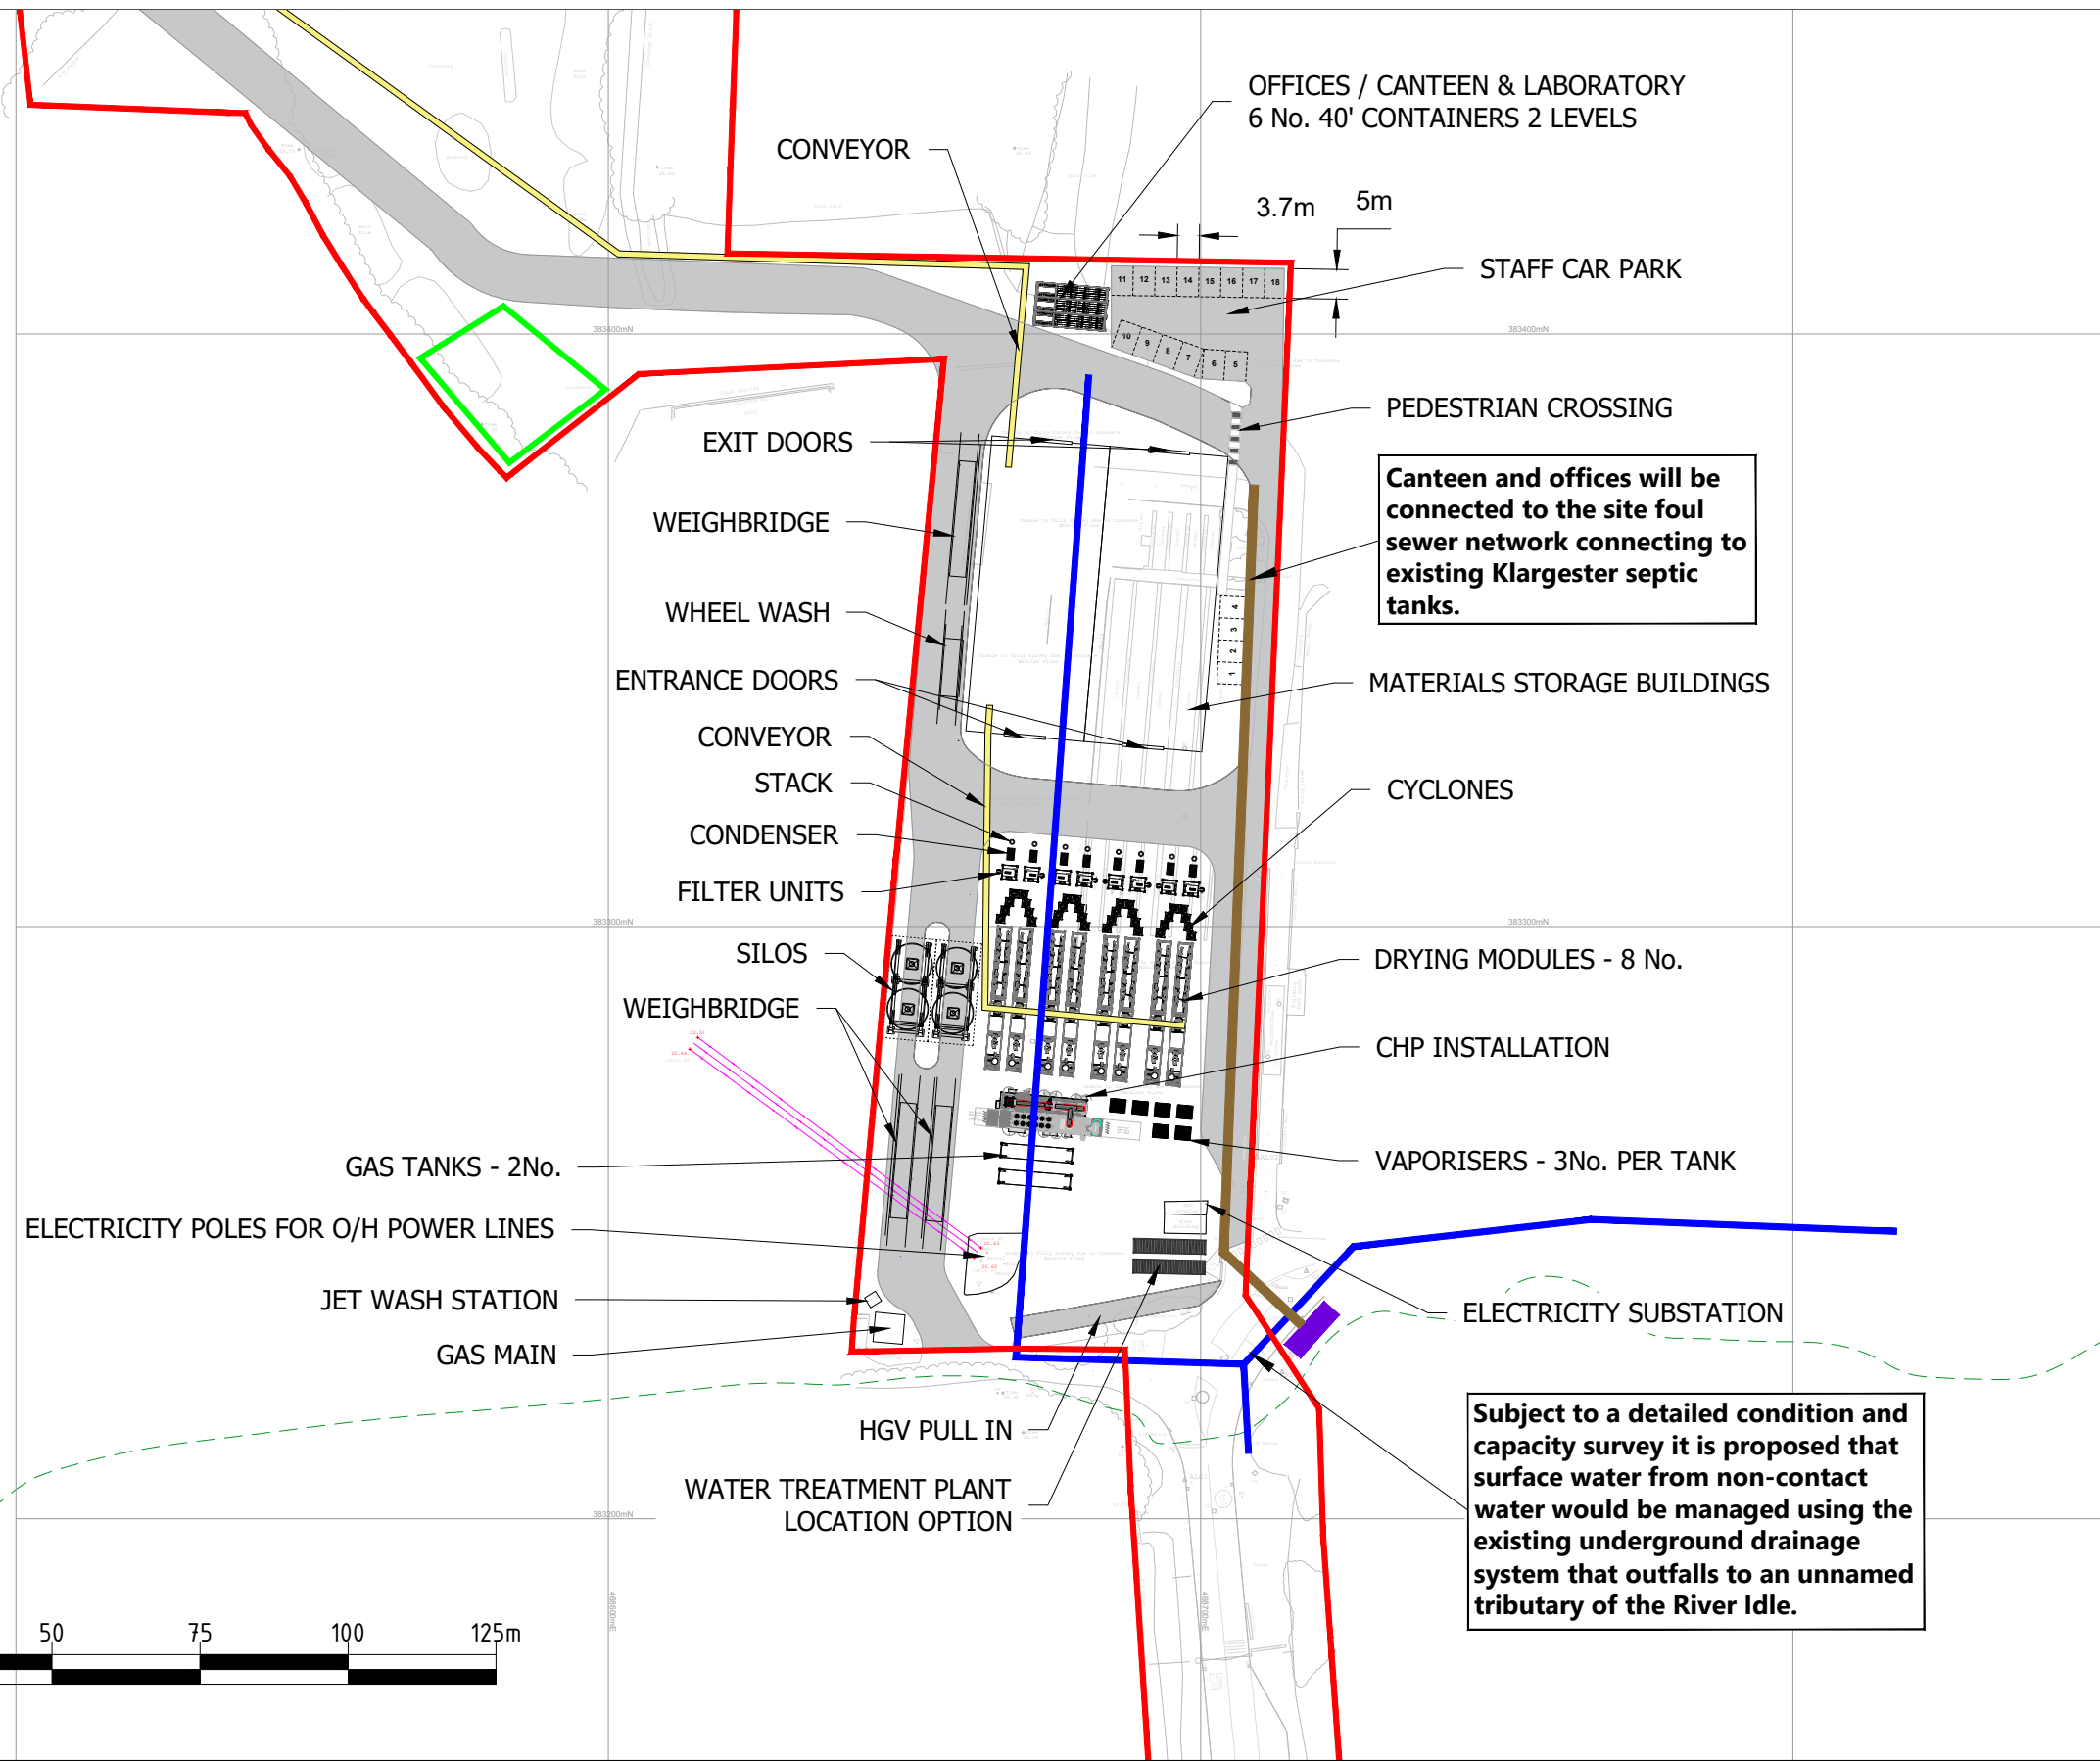 OFFICES / CANTEEN & LABORATORY
6 No. 40' CONTAINERS 2 LEVELS
CONVEYOR
3.7m
5m
STAFF CAR PARK
11 12 13 14 15 16 17 18
383400mN
383400mN
10 9 8 7 6 5
PEDESTRIAN CROSSING
EXIT DOORS
Canteen and offices will be
connected to the site foul
sewer network connecting to
existing Klargester septic
tanks.
WEIGHBRIDGE
WHEEL WASH
4
3
2
1
ENTRANCE DOORS
MATERIALS STORAGE BUILDINGS
CONVEYOR
STACK
CYCLONES
CONDENSER
FILTER UNITS
383300mN
383300mN
SILOS
DRYING MODULES - 8 No.
WEIGHBRIDGE
CHP INSTALLATION
GAS TANKS - 2No.
VAPORISERS - 3No. PER TANK
ELECTRICITY POLES FOR O/H POWER LINES
JET WASH STATION
ELECTRICITY SUBSTATION
GAS MAIN
HGV PULL IN
WATER TREATMENT PLANT
LOCATION OPTION
Subject to a detailed condition and
capacity survey it is proposed that
surface water from non-contact
water would be managed using the
existing underground drainage
system that outfalls to an unnamed
tributary of the River Idle.
383200mN
468600mE
468700mE
50 75 100 125m